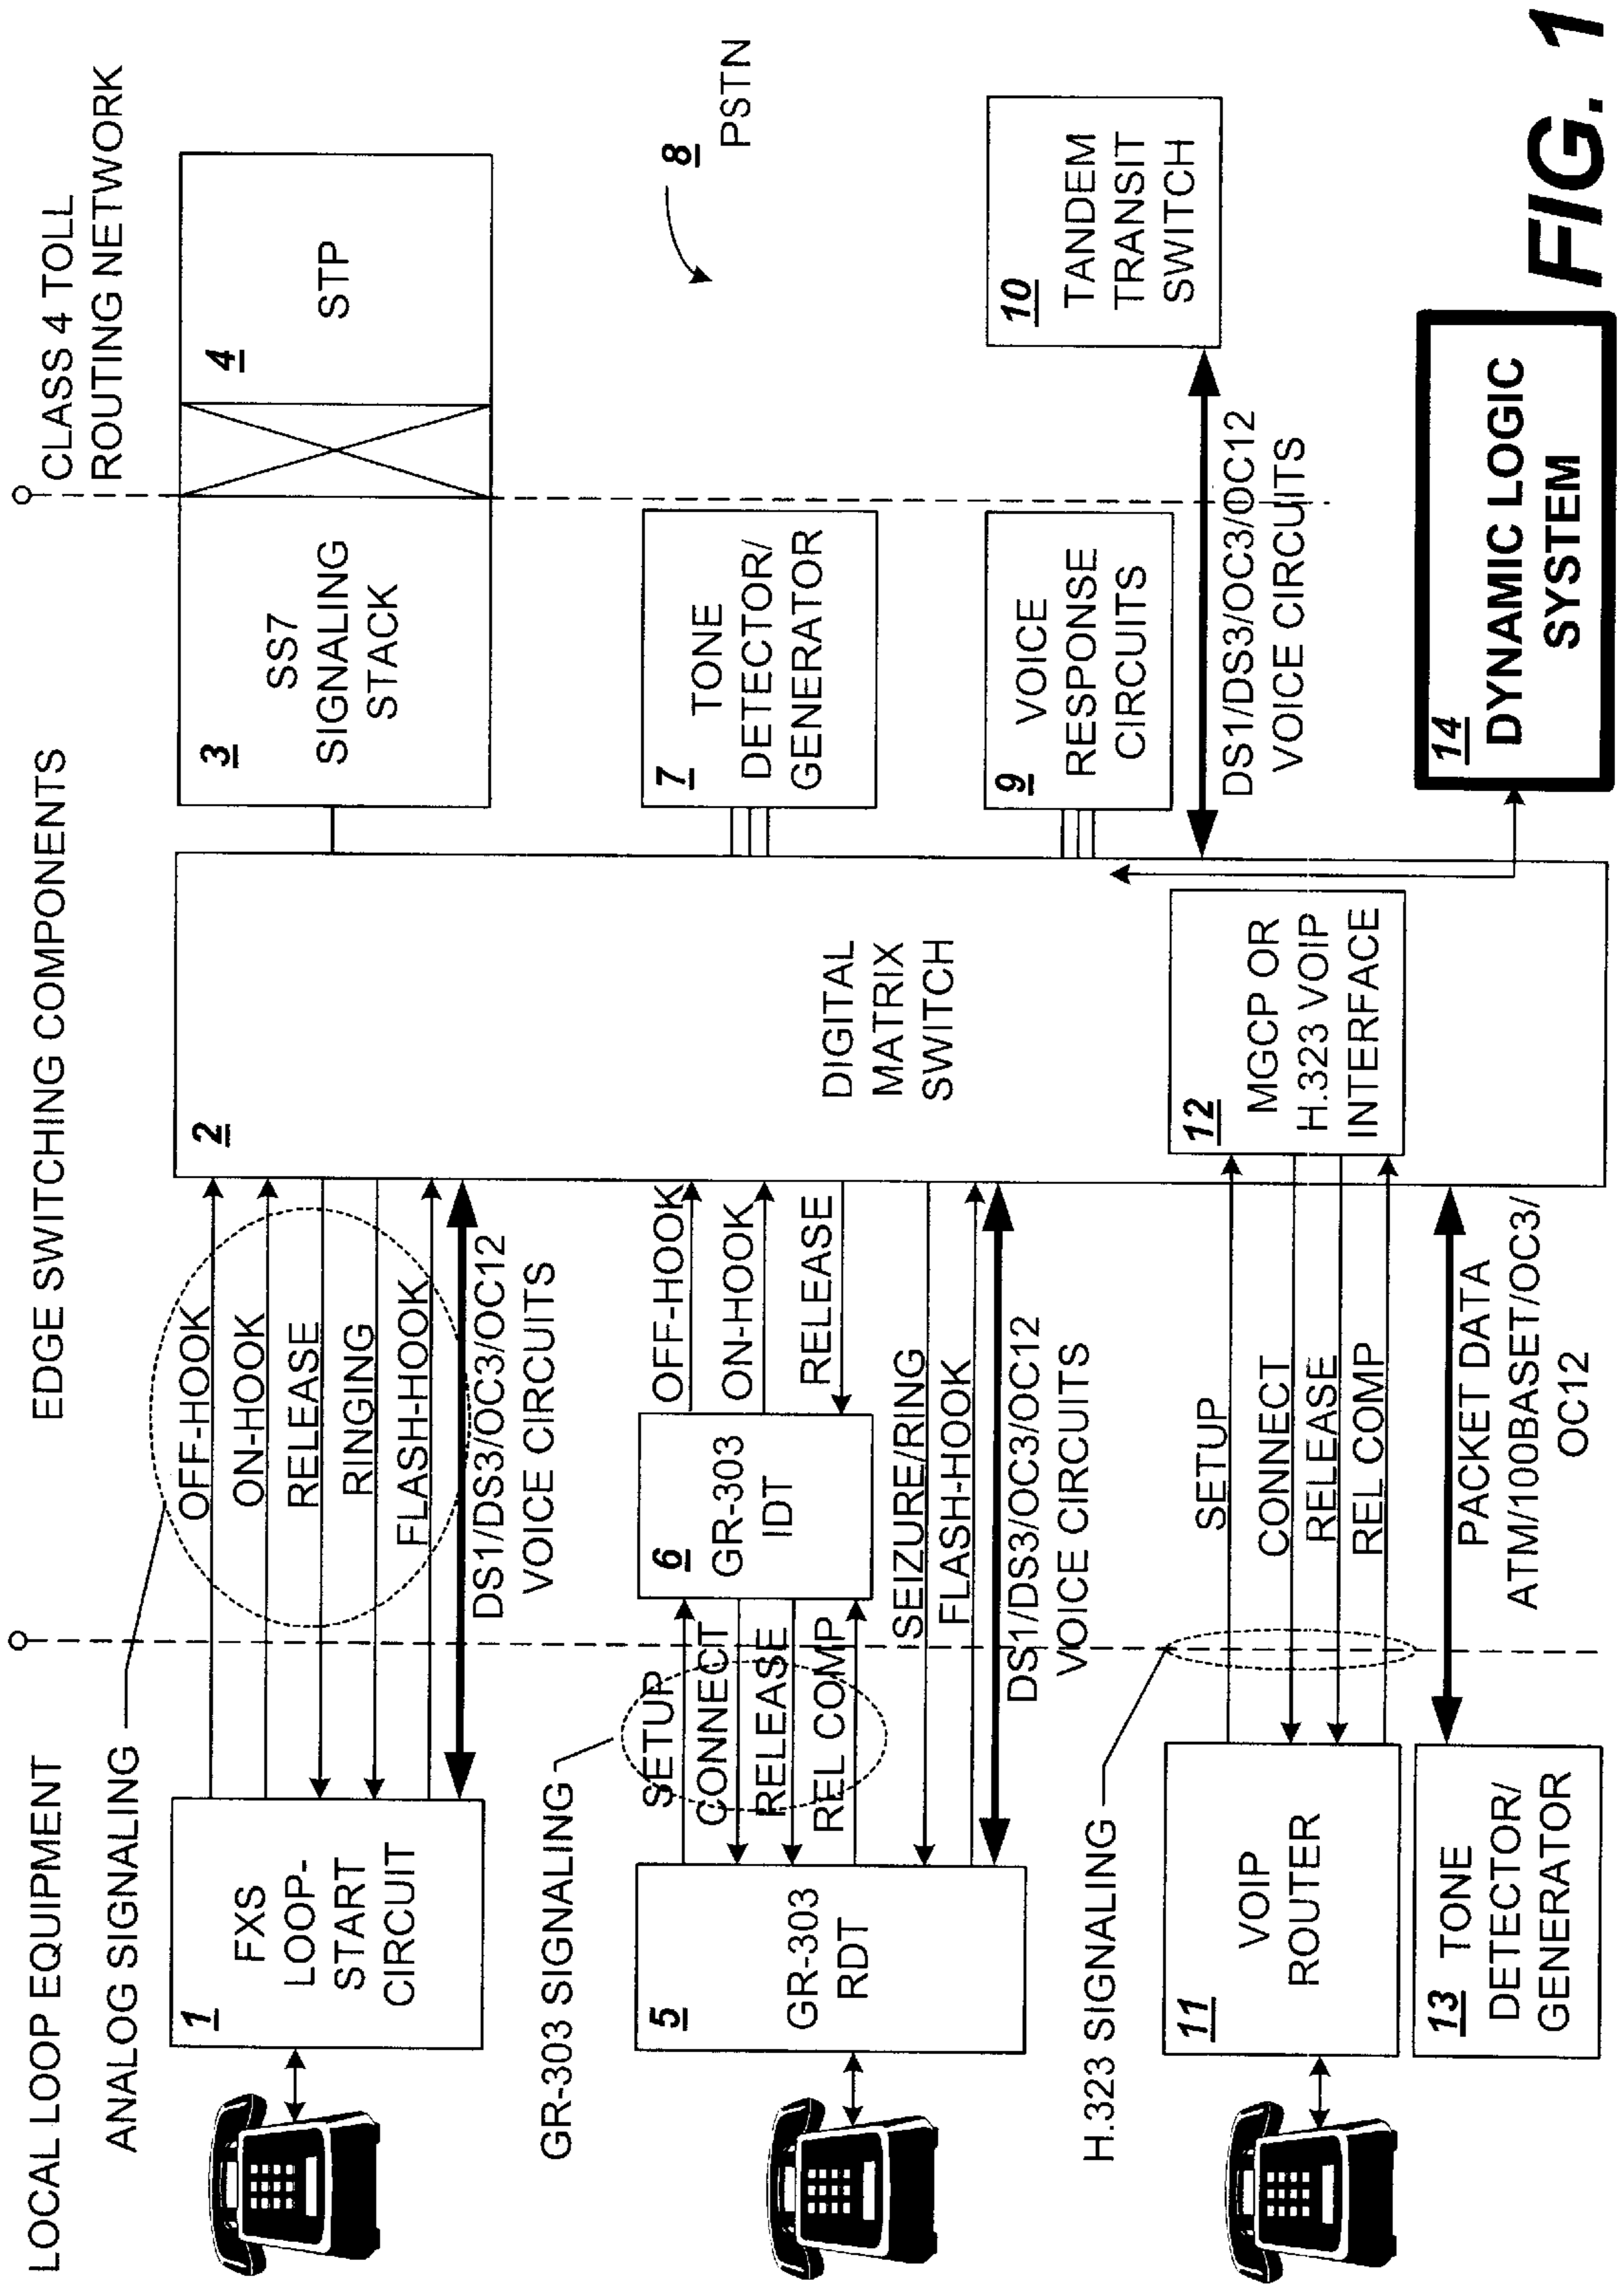 LOCAL LOOP EQUIPMENT
EDGE SWITCHING COMPONENTS
CLASS 4 TOLL
ROUTING NETWORK
ANALOG SIGNALING
1
FXS
LOOP-
START
CIRCUIT
OFF-HOOK
ON-HOOK
RELEASE
RINGING
FLASH-HOOK
DS1/DS3/OC3/OC12
VOICE CIRCUITS
2
DIGITAL
MATRIX
SWITCH
3
SS7
SIGNALING
STACK
4
STP
GR-303 SIGNALING
5
GR-303
RDT
SETUP
CONNECT
RELEASE
REL COMP
6
GR-303
IDT
OFF-HOOK
ON-HOOK
RELEASE
SEIZURE/RING
FLASH-HOOK
DS1/DS3/OC3/OC12
VOICE CIRCUITS
7
TONE
DETECTOR/
GENERATOR
8
PSTN
9
VOICE
RESPONSE
CIRCUITS
10
TANDEM
TRANSIT
SWITCH
DS1/DS3/OC3/OC12
VOICE CIRCUITS
H.323 SIGNALING
11
VOIP
ROUTER
SETUP
CONNECT
RELEASE
REL COMP
12
MGCP OR
H.323 VOIP
INTERFACE
13 TONE
DETECTOR/
GENERATOR
PACKET DATA
ATM/100BASET/OC3/
OC12
14
DYNAMIC LOGIC
SYSTEM
FIG. 1